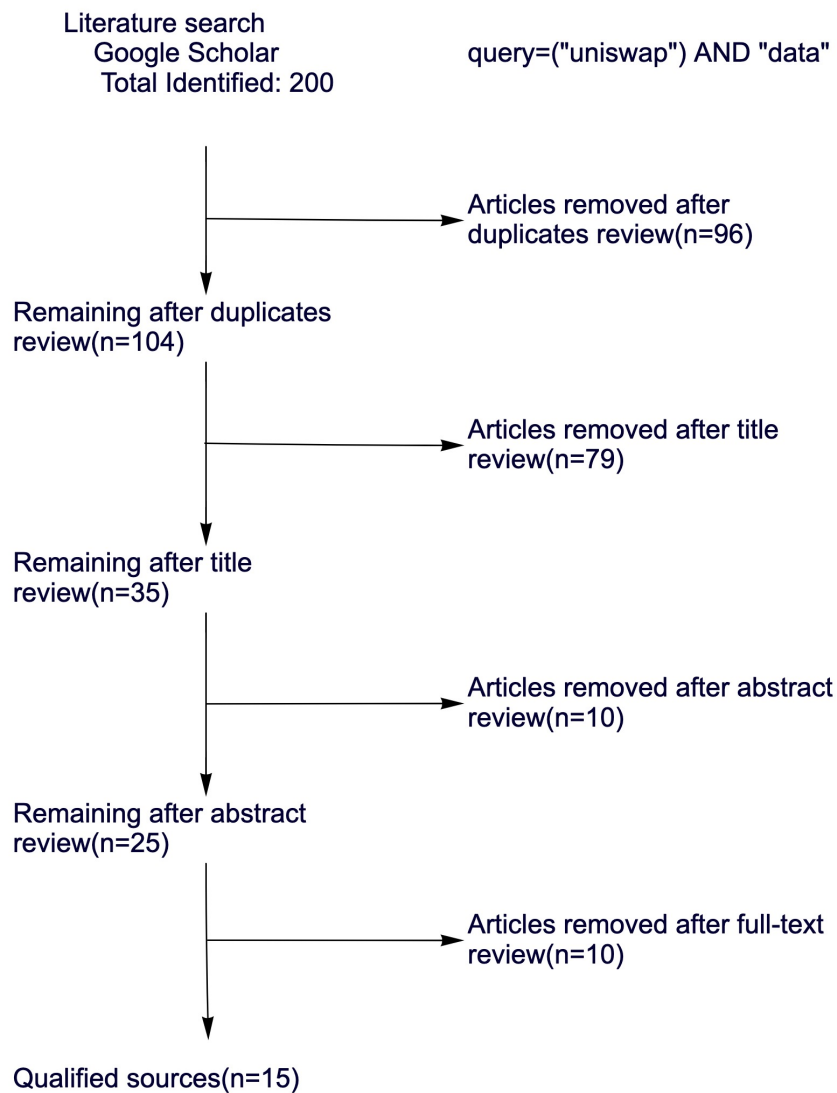 Literature search
Google Scholar
Total Identified: 200
query=("uniswap") AND "data"
Articles removed after
duplicates review(n=96)
Remaining after duplicates
review(n=104)
Articles removed after title
review(n=79)
Remaining after title
review(n=35)
Articles removed after abstract
review(n=10)
Remaining after abstract
review(n=25)
Articles removed after full-text
review(n=10)
Qualified sources(n=15)